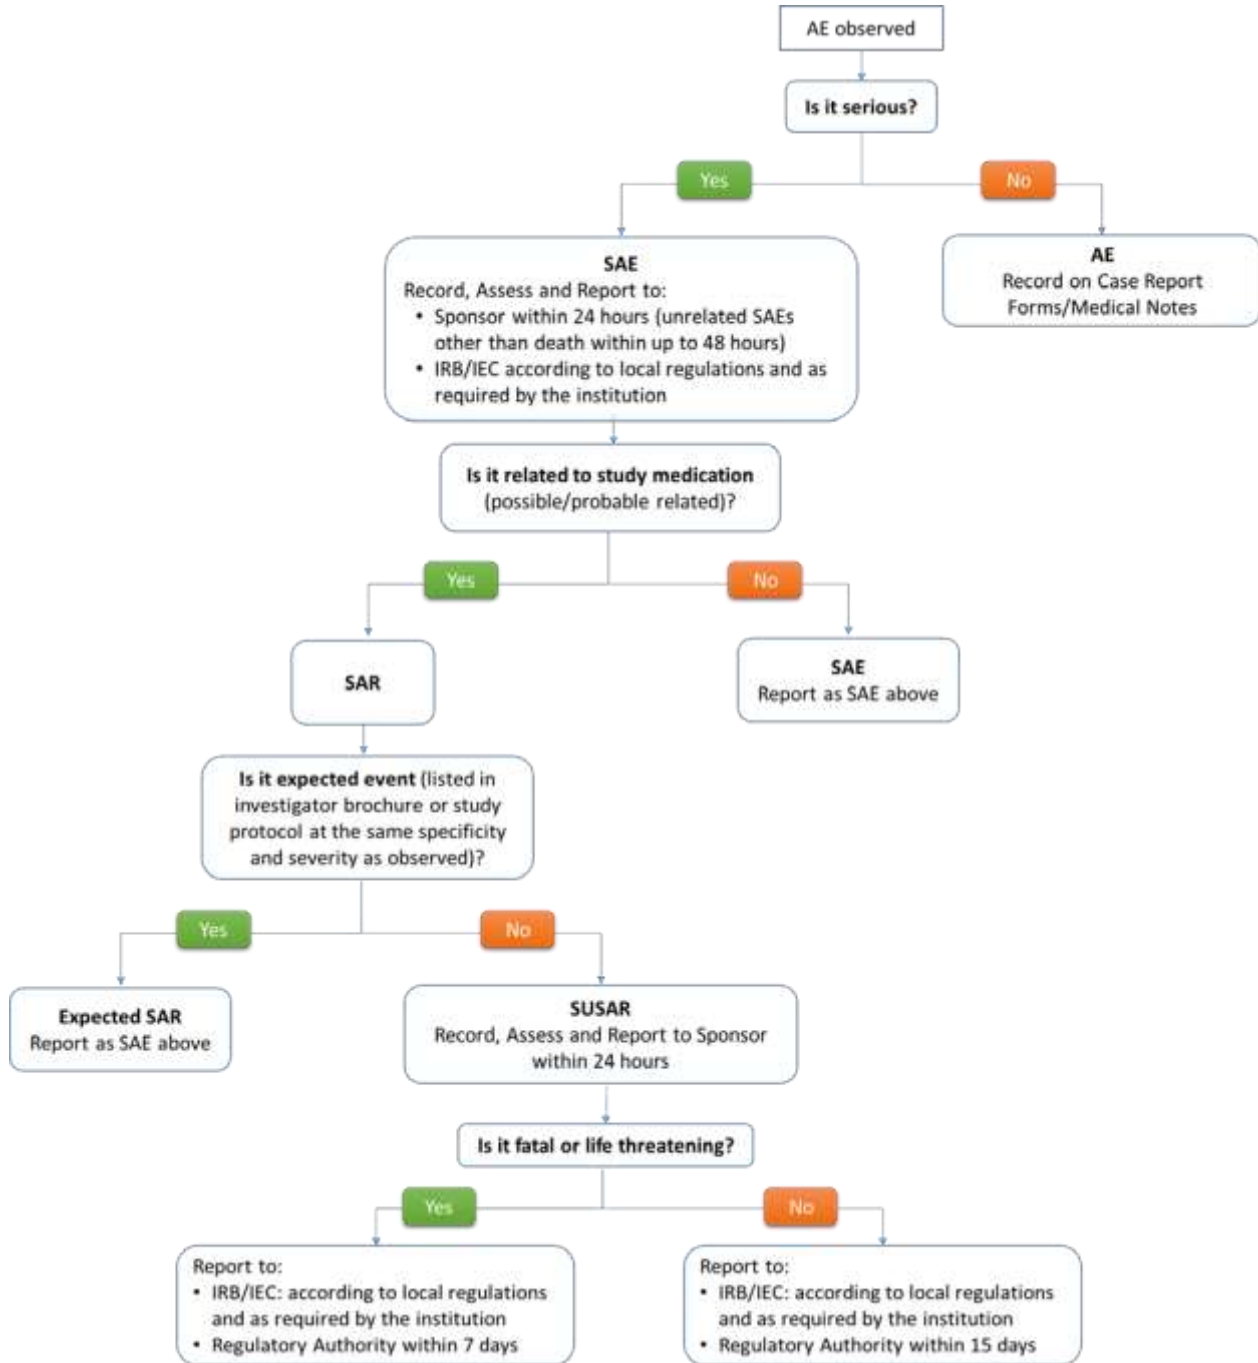 AE observed
Is it serious?
Yes
No
SAE
Record, Assess and Report to:
• Sponsor within 24 hours (unrelated SAEs
other than death within up to 48 hours)
• IRB/IEC according to local regulations and as
required by the institution
AE
Record on Case Report
Forms/Medical Notes
Is it related to study medication
(possible/probable related)?
Yes
No
SAR
SAE
Report as SAE above
Is it expected event (listed in
investigator brochure or study
protocol at the same specificity
and severity as observed)?
Yes
No
Expected SAR
Report as SAE above
SUSAR
Record, Assess and Report to Sponsor
within 24 hours
Is it fatal or life threatening?
Yes
No
Report to:
• IRB/IEC: according to local regulations
and as required by the institution
• Regulatory Authority within 7 days
Report to:
• IRB/IEC: according to local regulations
and as required by the institution
• Regulatory Authority within 15 days